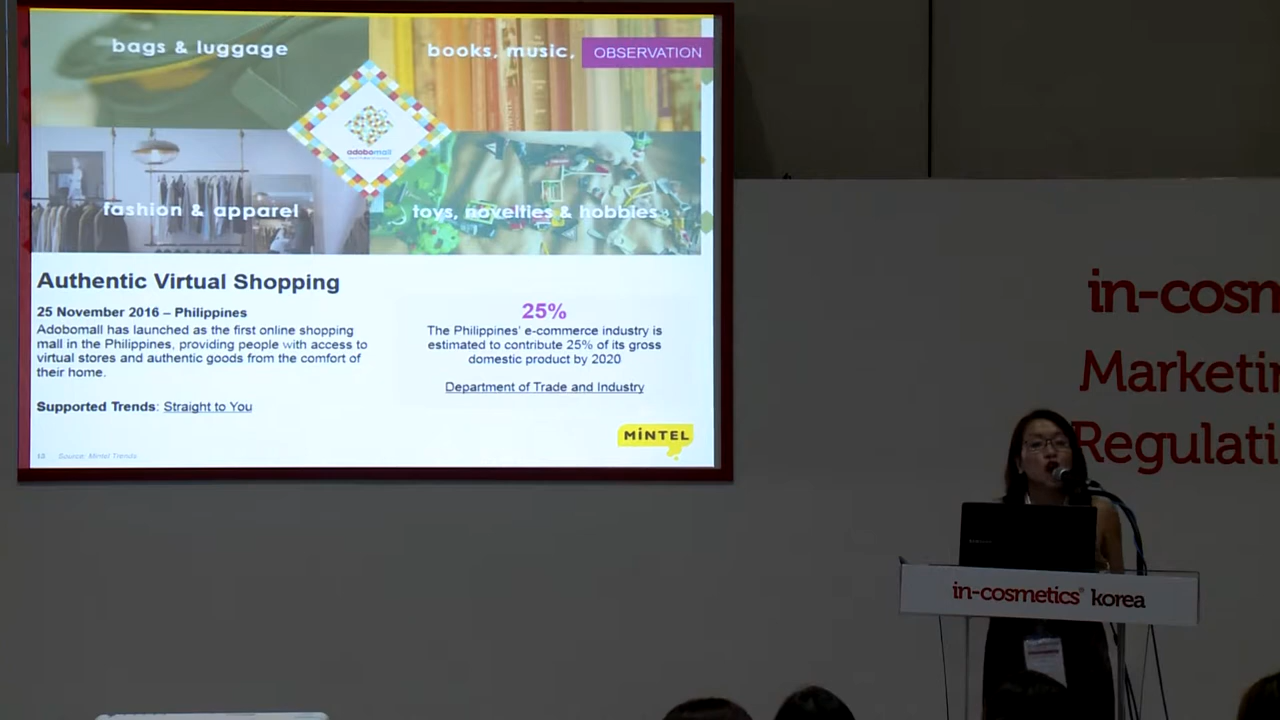 bags & luggage
books, music,
OBSERVATION
adobomall
fashion & apparel
toys, novelties & hobbies
Authentic Virtual Shopping
25 November 2016 – Philippines
Adobomall has launched as the first online shopping
mall in the Philippines, providing people with access to
virtual stores and authentic goods from the comfort of
their home.
Supported Trends: Straight to You
25%
The Philippines' e-commerce industry is
estimated to contribute 25% of its gross
domestic product by 2020
Department of Trade and Industry
MiNTEL
Source: Mintel Trends
in-cosm
Marketin
Regulati
in-cosmetics® korea